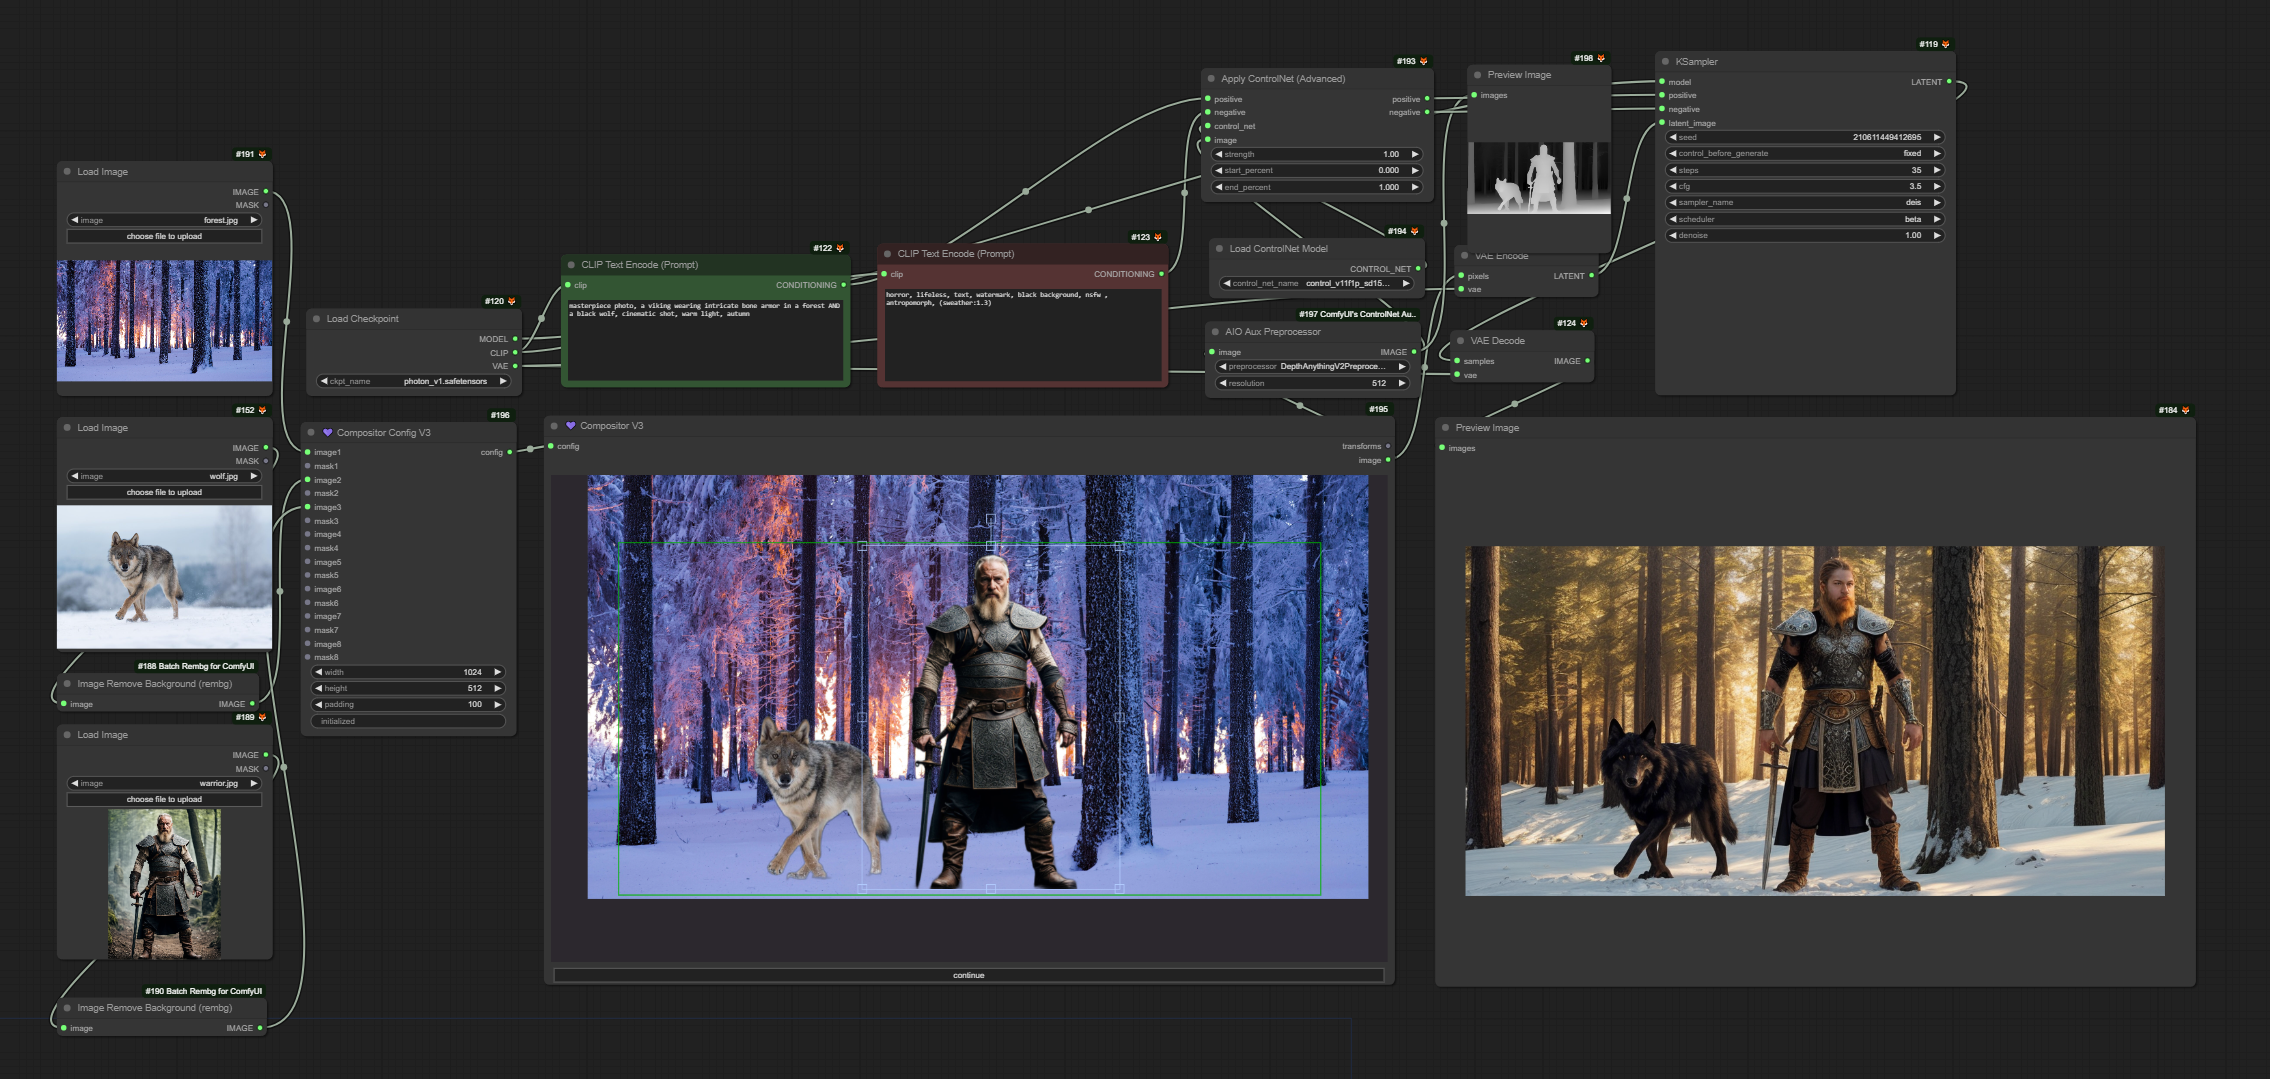 #191
Load Image
IMAGE
MASK
image forest.jpg
choose file to upload
#152
Load Image
IMAGE
MASK
image wolf.jpg
choose file to upload
#188 Batch Rembg for ComfyUI
Image Remove Background (rembg)
image IMAGE
#189
Load Image
IMAGE
MASK
image warrior.jpg
choose file to upload
#190 Batch Rembg for ComfyUI
Image Remove Background (rembg)
image IMAGE
#120
Load Checkpoint
MODEL
CLIP
VAE
ckpt_name photon_v1.safetensors
#196
Compositor Config V3
image1 config
mask1
image2
mask2
image3
mask3
image4
mask4
image5
mask5
image6
mask6
image7
mask7
image8
mask8
width 1024
height 512
padding 100
initialized
#122
CLIP Text Encode (Prompt)
clip CONDITIONING
masterpiece photo, a viking wearing intricate bone armor in a forest AND
a black wolf, cinematic shot, warm light, autumn
#123
CLIP Text Encode (Prompt)
clip CONDITIONING
horror, lifeless, text, watermark, black background, nsfw ,
antropomorph, (sweather:1.3)
#195
Compositor V3
config transforms
image
continue
#193
Apply ControlNet (Advanced)
positive positive
negative negative
control_net
image
strength 1.00
start_percent 0.000
end_percent 1.000
#194
Load ControlNet Model
CONTROL_NET
control_net_name control_v11f1p_sd15...
#197 ComfyUI's ControlNet Au..
AIO Aux Preprocessor
image IMAGE
preprocessor DepthAnythingV2Preproce...
resolution 512
#198
Preview Image
images
VAE Encode
pixels LATENT
vae
#124
VAE Decode
samples IMAGE
vae
#119
KSampler
model LATENT
positive
negative
latent_image
seed 210611449412695
control_before_generate fixed
steps 35
cfg 3.5
sampler_name deis
scheduler beta
denoise 1.00
#184
Preview Image
images